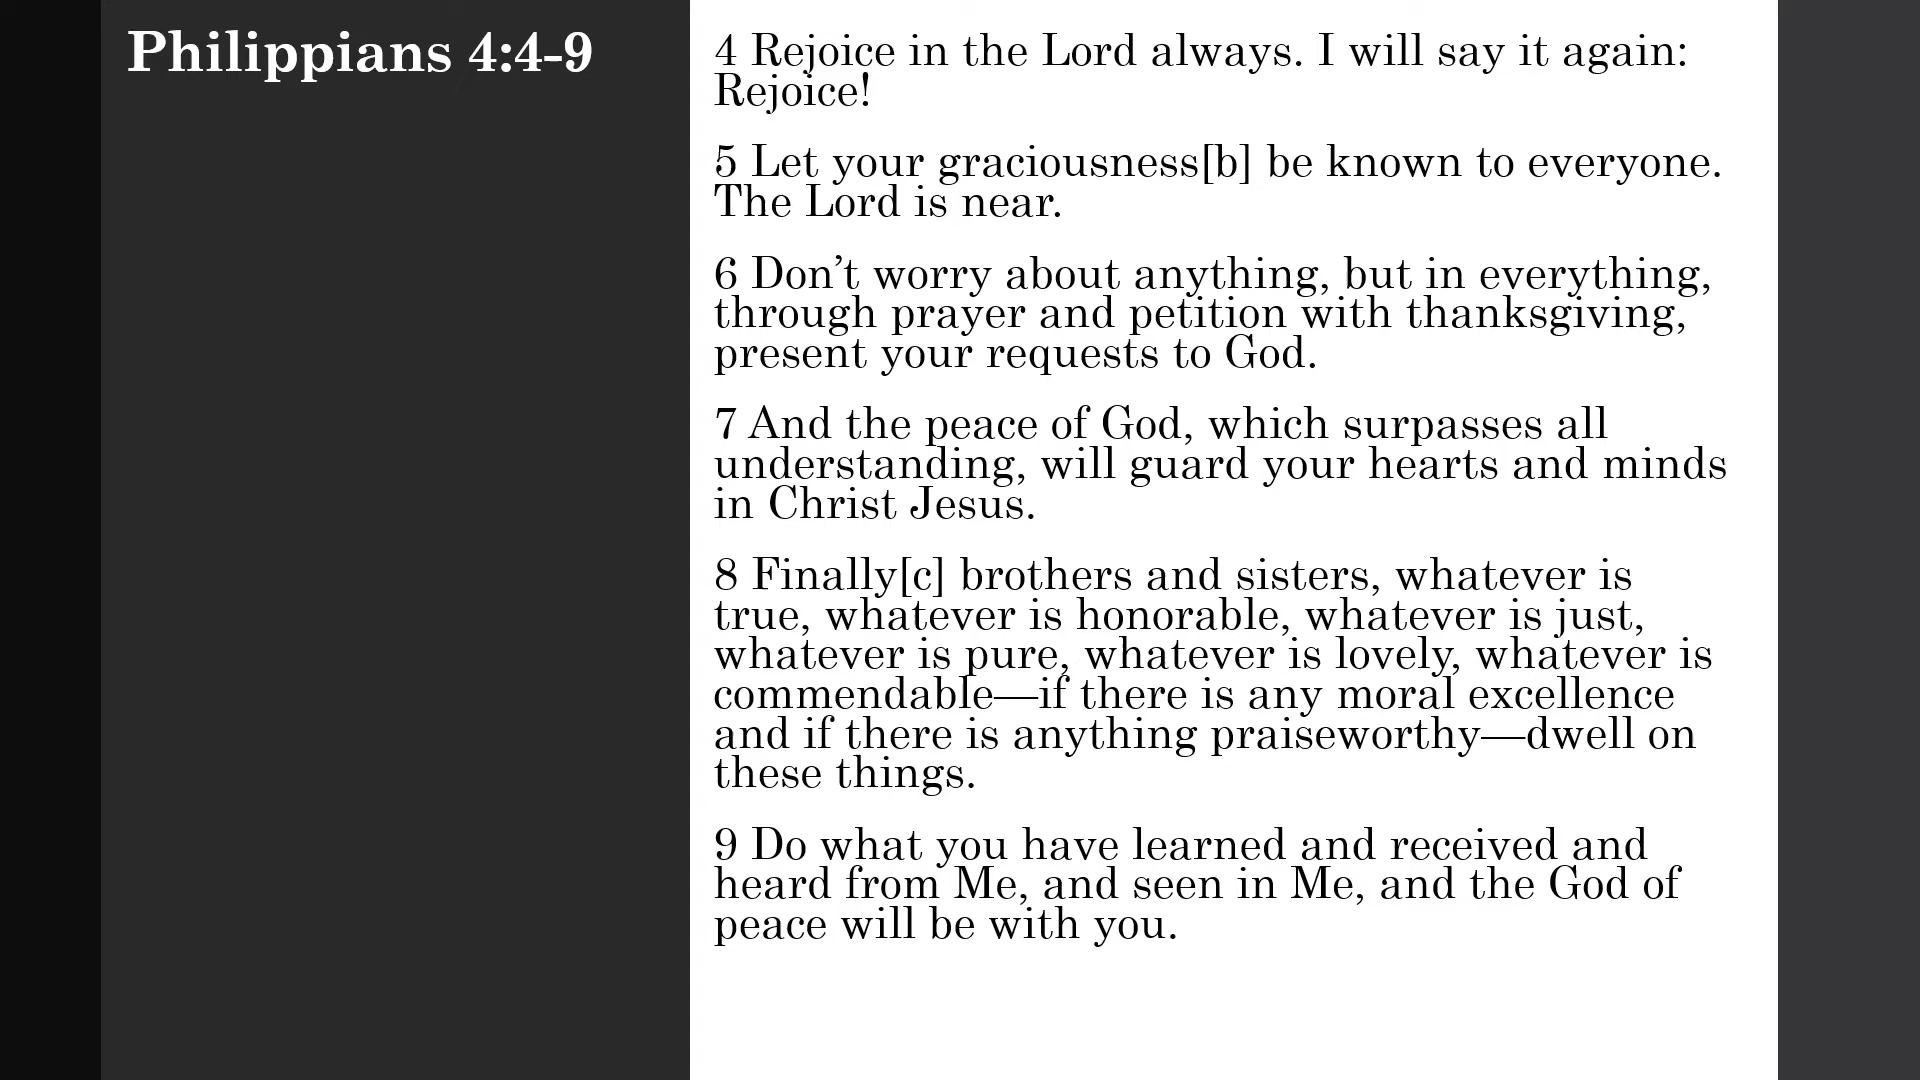 Philippians 4:4-9
4 Rejoice in the Lord always. I will say it again:
Rejoice!
5 Let your graciousness[b] be known to everyone.
The Lord is near.
6 Don’t worry about anything, but in everything,
through prayer and petition with thanksgiving,
present your requests to God.
7 And the peace of God, which surpasses all
understanding, will guard your hearts and minds
in Christ Jesus.
8 Finally[c] brothers and sisters, whatever is
true, whatever is honorable, whatever is just,
whatever is pure, whatever is lovely, whatever is
commendable—if there is any moral excellence
and if there is anything praiseworthy—dwell on
these things.
9 Do what you have learned and received and
heard from Me, and seen in Me, and the God of
peace will be with you.